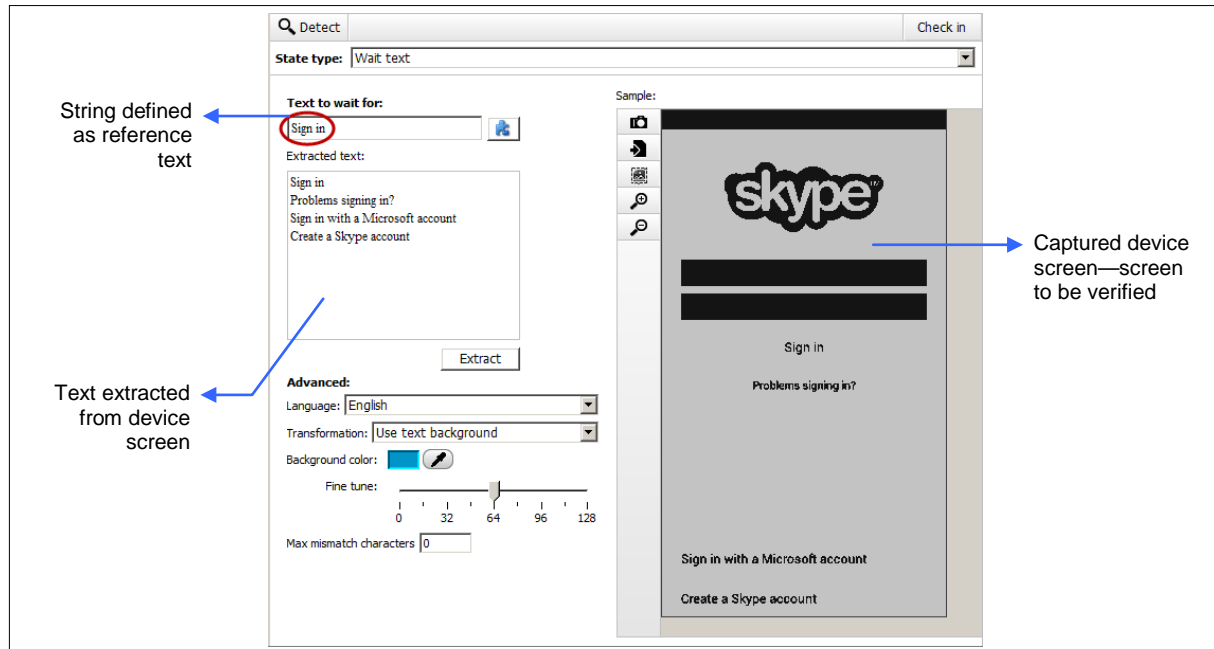 Detect
Check in
State type: Wait text
String defined
as reference
text
Text to wait for:
Sign in
Extracted text:
Sign in
Problems signing in?
Sign in with a Microsoft account
Create a Skype account
Extract
Text extracted
from device
screen
Advanced:
Language: English
Transformation: Use text background
Background color:
Fine tune:
0 32 64 96 128
Max mismatch characters 0
Sample:
skype™
Sign in
Problems signing in?
Sign in with a Microsoft account
Create a Skype account
Captured device
screen—screen
to be verified